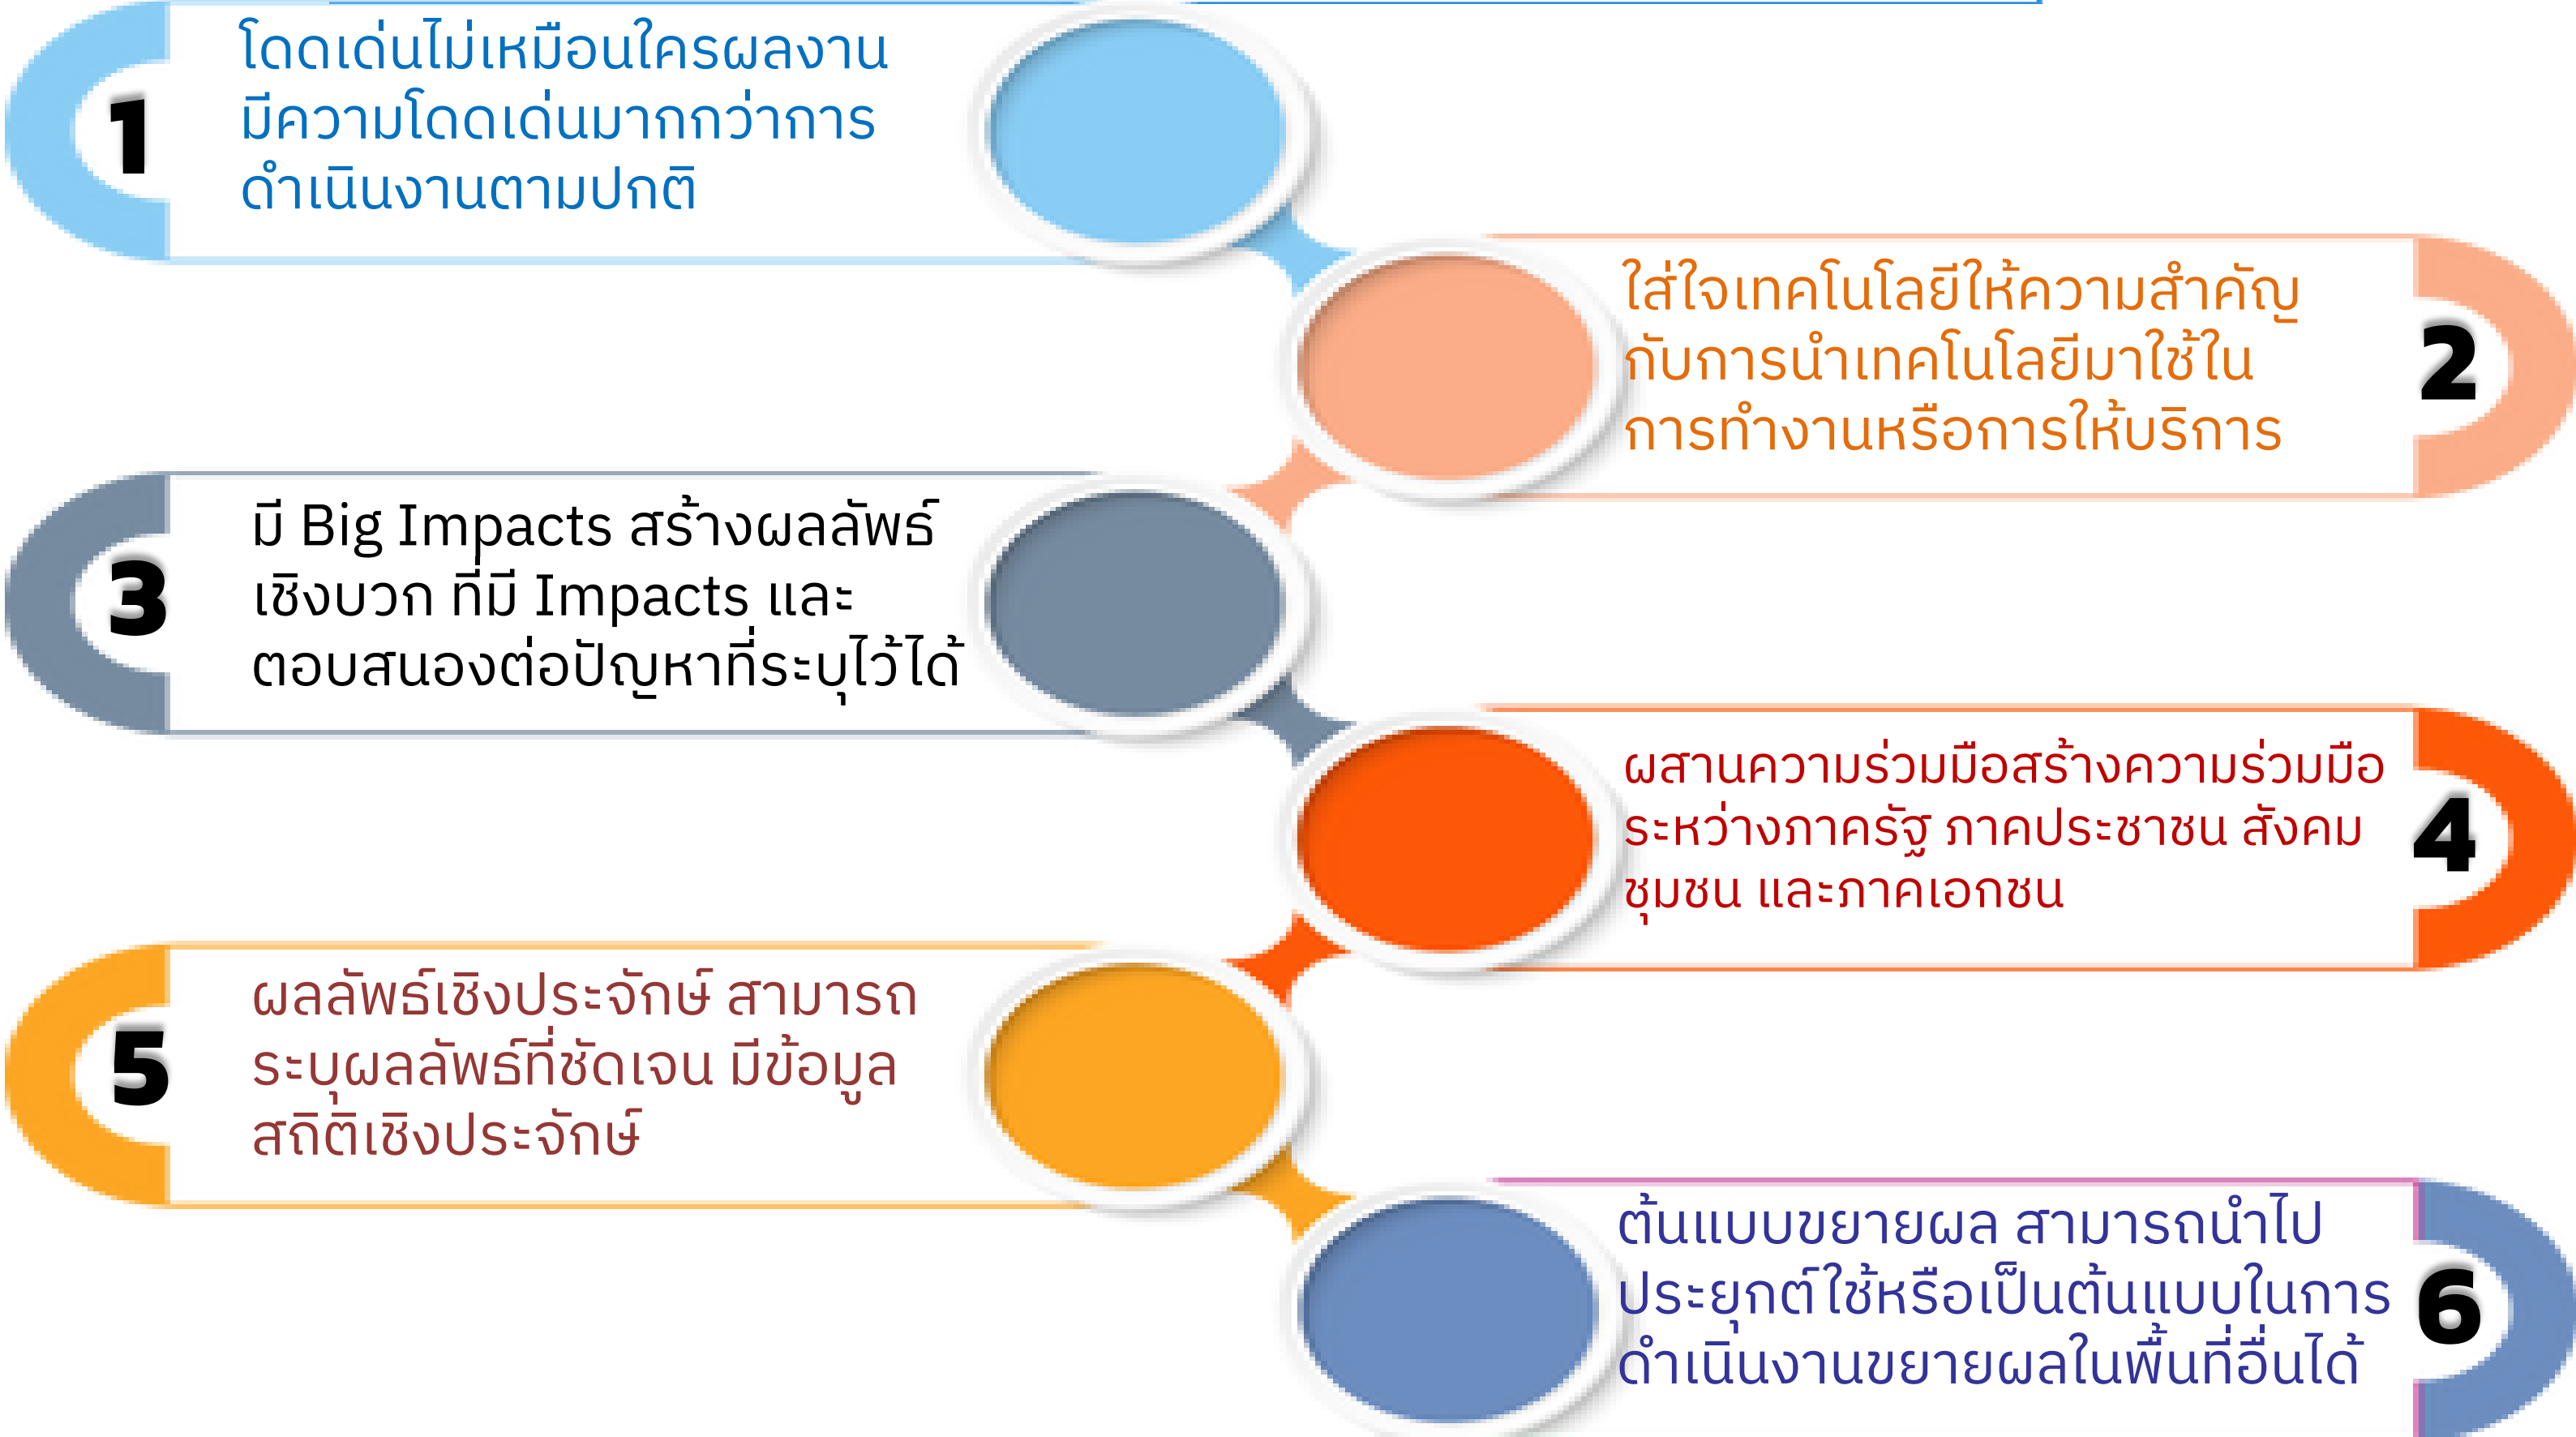 1
โดดเด่นไม่เหมือนใครผลงาน
มีความโดดเด่นมากกว่าการ
ดำเนินงานตามปกติ
2
ใส่ใจเทคโนโลยีให้ความสำคัญ
กับการนำเทคโนโลยีมาใช้ใน
การทำงานหรือการให้บริการ
3
มี Big Impacts สร้างผลลัพธ์
เชิงบวก ที่มี Impacts และ
ตอบสนองต่อปัญหาที่ระบุไว้ได้
4
ผสานความร่วมมือสร้างความร่วมมือ
ระหว่างภาครัฐ ภาคประชาชน สังคม
ชุมชน และภาคเอกชน
5
ผลลัพธ์เชิงประจักษ์ สามารถ
ระบุผลลัพธ์ที่ชัดเจน มีข้อมูล
สถิติเชิงประจักษ์
6
ต้นแบบขยายผล สามารถนำไป
ประยุกต์ใช้หรือเป็นต้นแบบในการ
ดำเนินงานขยายผลในพื้นที่อื่นได้